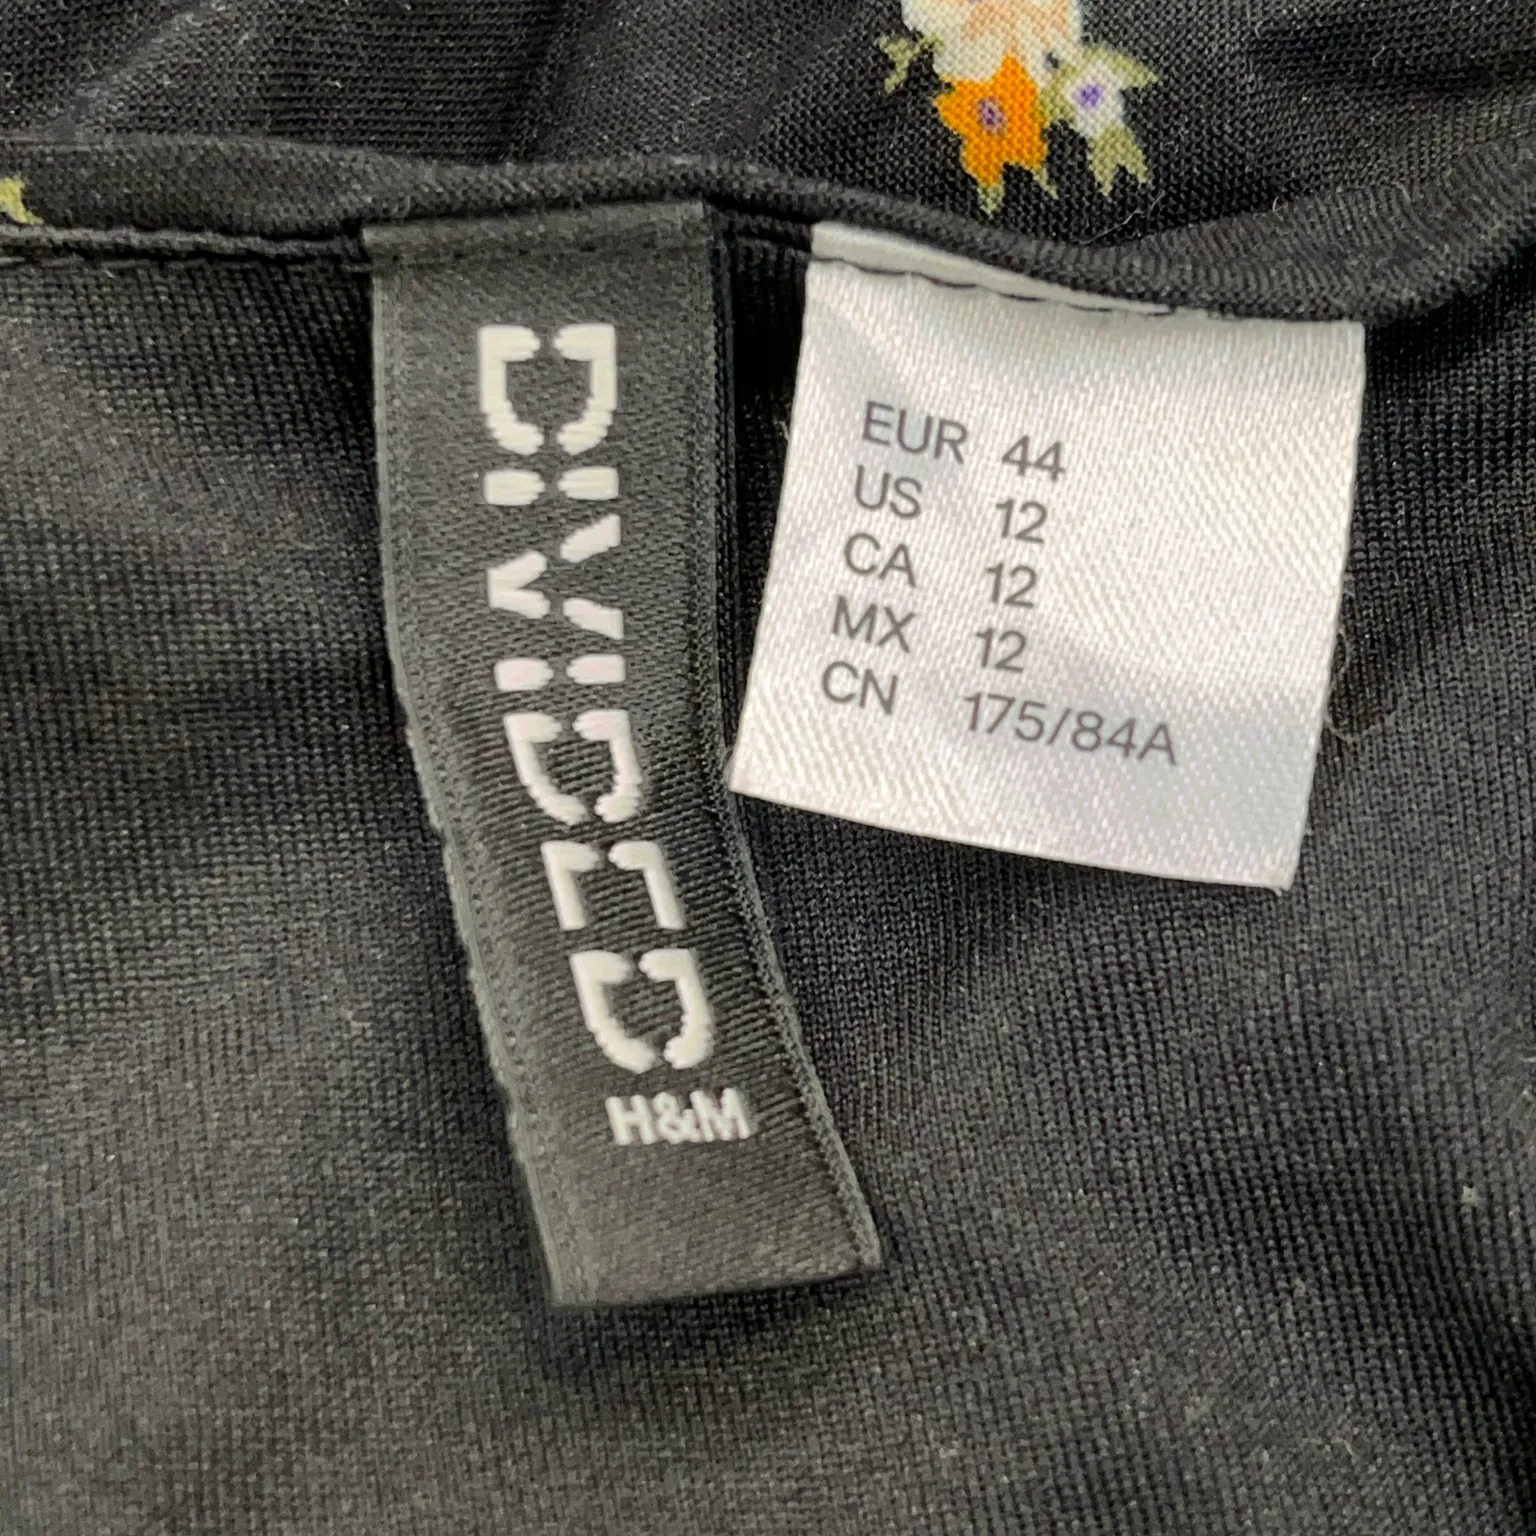 DIVIDED
H&M
EUR 44
US 12
CA 12
MX 12
CN 175/84A